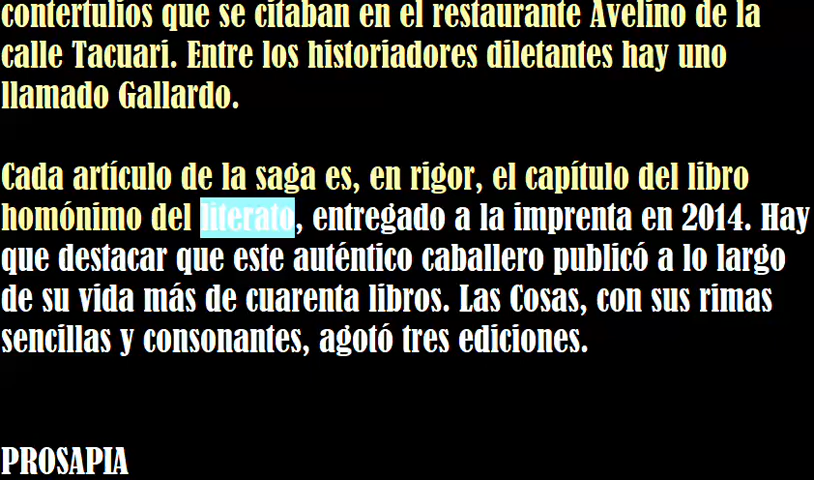 contertulios que se citaban en el restaurante Avelino de la
calle Tacuari. Entre los historiadores diletantes hay uno
llamado Gallardo.
Cada artículo de la saga es, en rigor, el capítulo del libro
homónimo del literato, entregado a la imprenta en 2014. Hay
que destacar que este auténtico caballero publicó a lo largo
de su vida más de cuarenta libros. Las Cosas, con sus rimas
sencillas y consonantes, agotó tres ediciones.
PROSAPIA